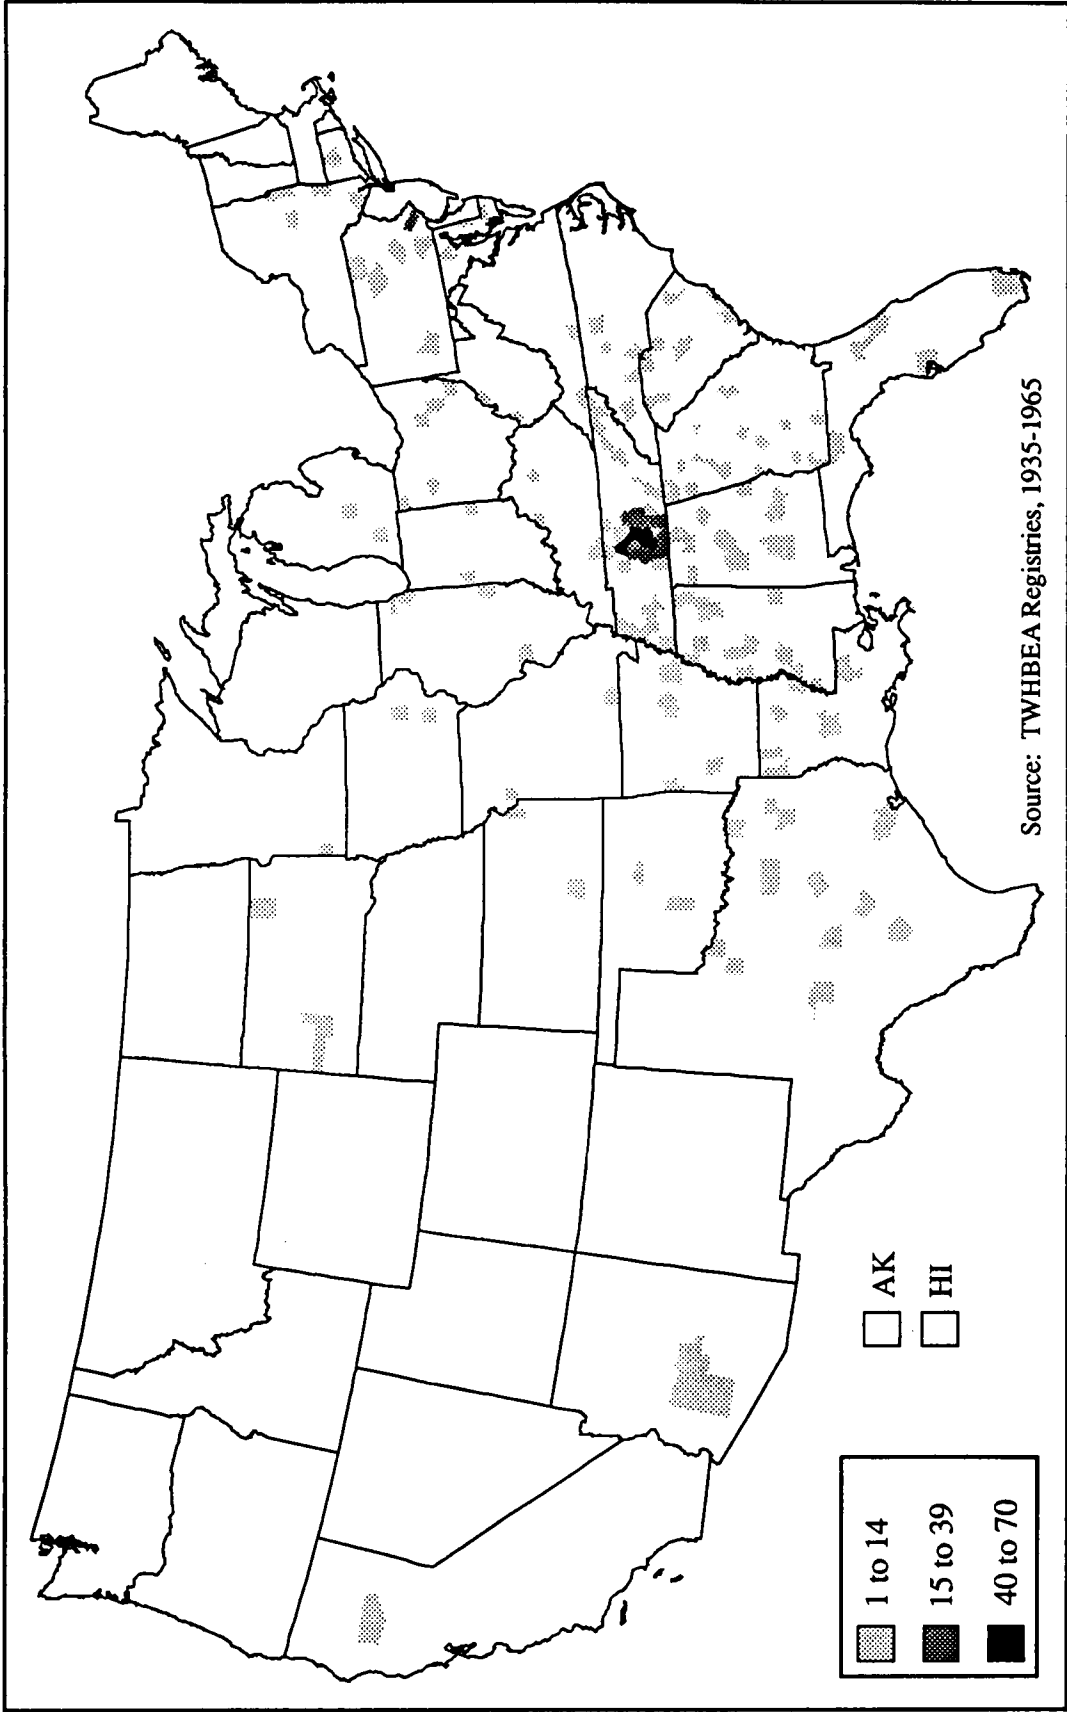 AK
HI
1 to 14
15 to 39
40 to 70
Source: TWHBEA Registries, 1935-1965